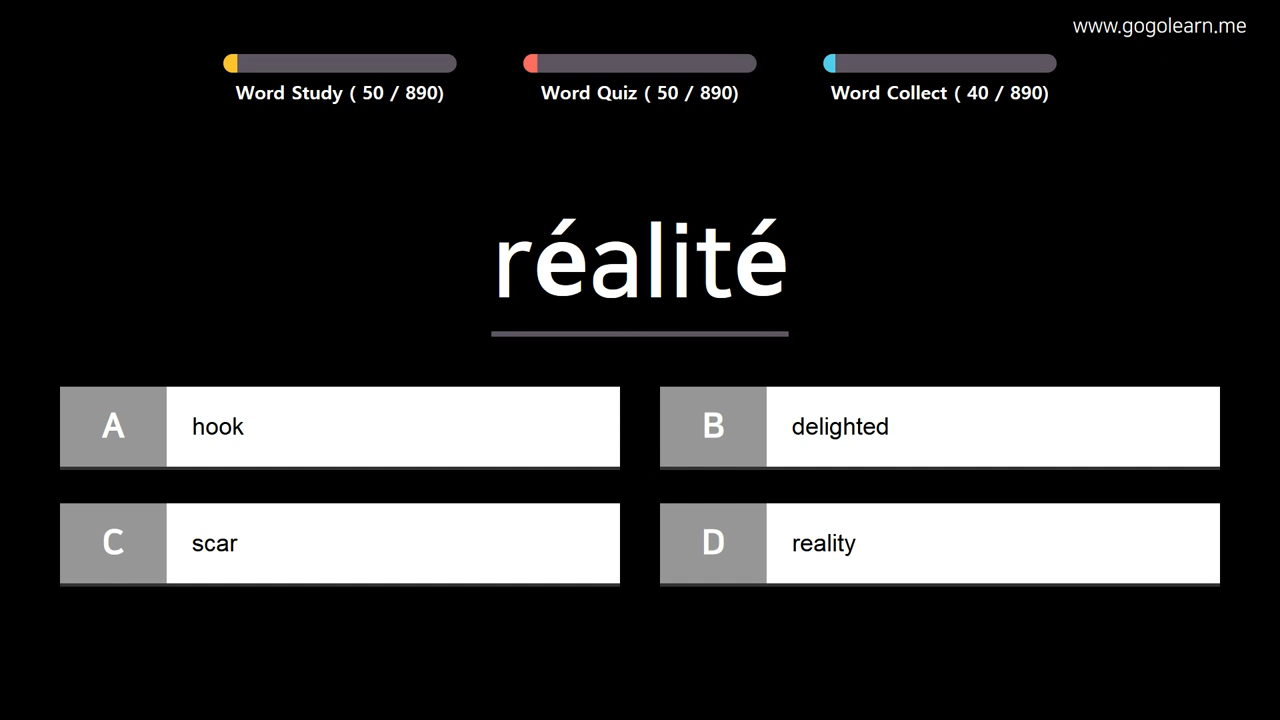 www.gogolearn.me
Word Study ( 50 / 890)
Word Quiz ( 50 / 890)
Word Collect ( 40 / 890)
réalité
A hook
B delighted
C scar
D reality